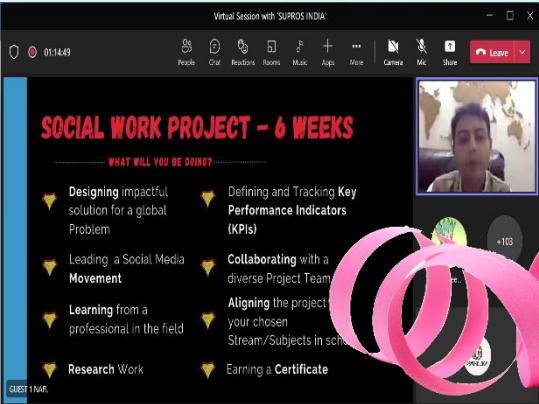 Virtual Session with 'SUPROS INDIA'
01:14:49
People
Chat
Reactions
Rooms
Music
Apps
More
Camera
Mic
Share
Leave
SOCIAL WORK PROJECT – 6 WEEKS
WHAT WILL YOU BE DOING?
Designing impactful
solution for a global
Problem
Leading a Social Media
Movement
Learning from a
professional in the field
Research Work
Defining and Tracking Key
Performance Indicators
(KPIs)
Collaborating with a
diverse Project Team
Aligning the project
your chosen
Stream/Subjects in
Earning a Certificate
+103
GUEST 1